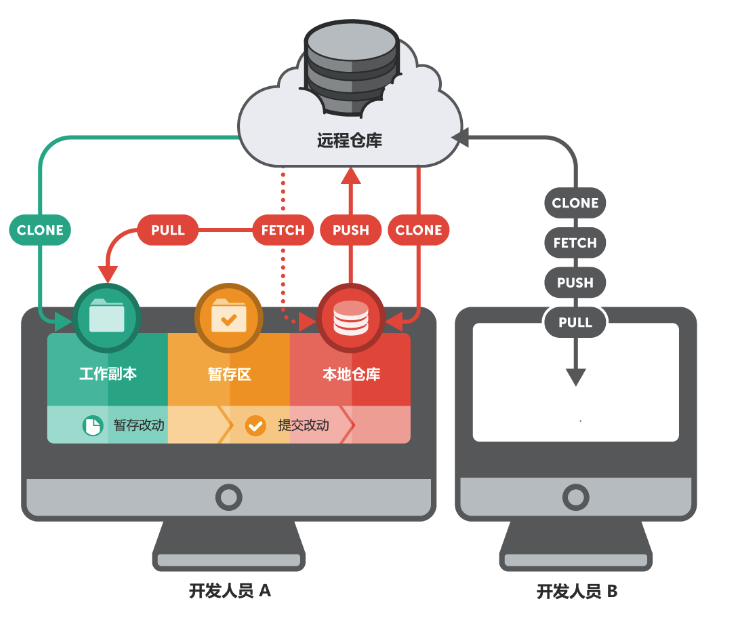 远程仓库
CLONE
PULL
FETCH
PUSH
CLONE
CLONE
FETCH
PUSH
PULL
工作副本
暂存区
本地仓库
暂存改动
提交改动
开发人员 A
开发人员 B